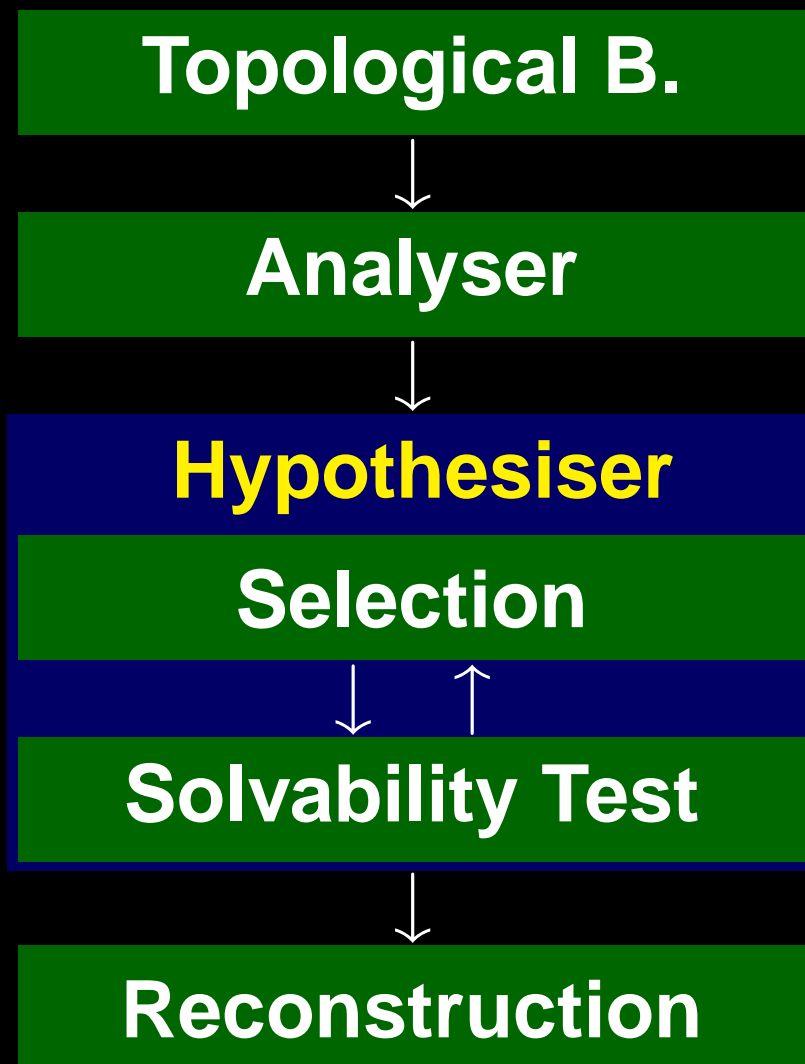 Topological B.
Analyser
Hypothesiser
Selection
Solvability Test
Reconstruction